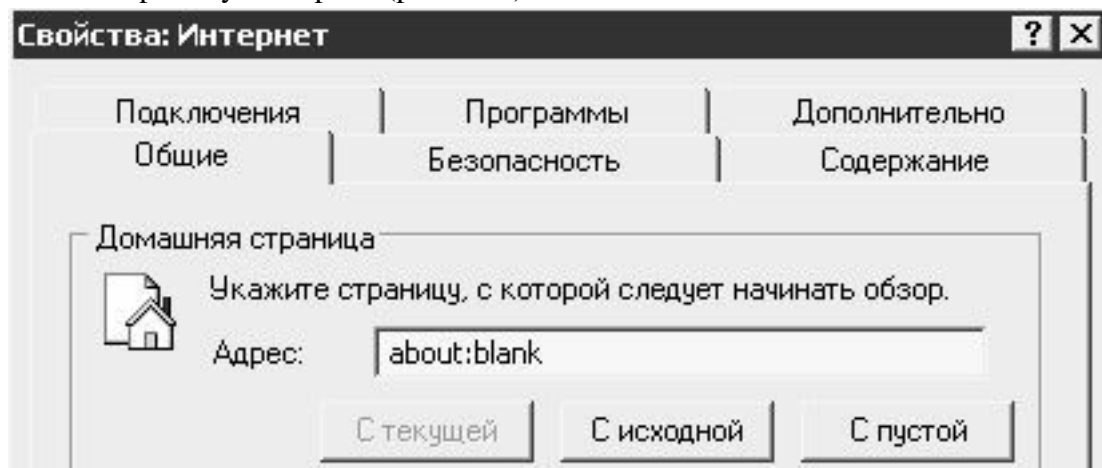 Свойства: Интернет
Подключения Программы Дополнительно
Общие Безопасность Содержание
Домашняя страница
Укажите страницу, с которой следует начинать обзор.
Адрес: about:blank
С текущей С исходной С пустой